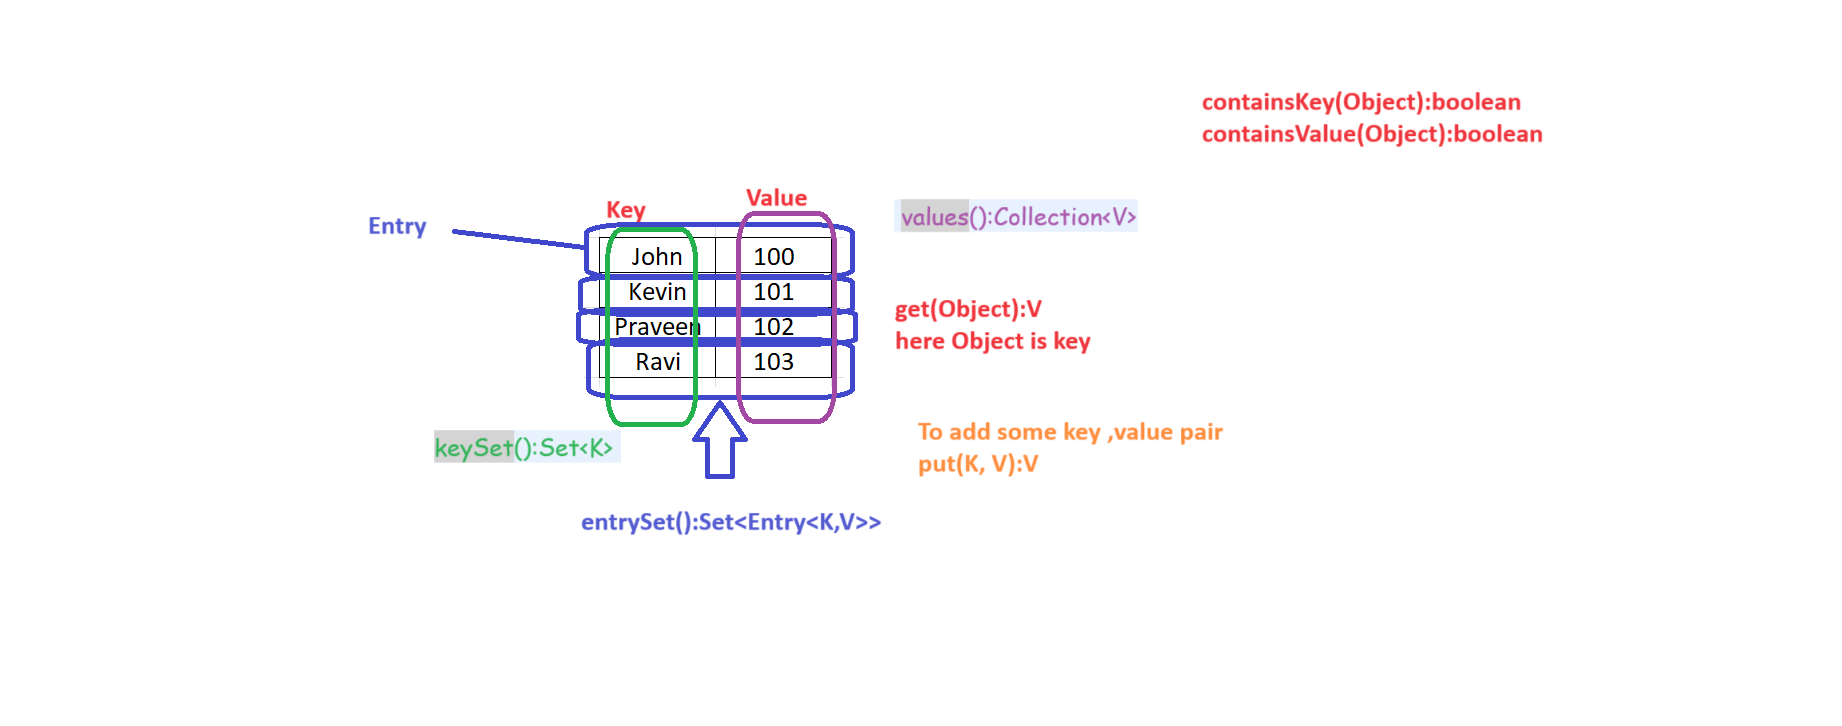 containsKey(Object):boolean
containsValue(Object):boolean
Key Value
Entry
values():Collection<V>
John 100
Kevin 101
Praveen 102
Ravi 103
get(Object):V
here Object is key
keySet():Set<K>
To add some key ,value pair
put(K, V):V
entrySet():Set<Entry<K,V>>